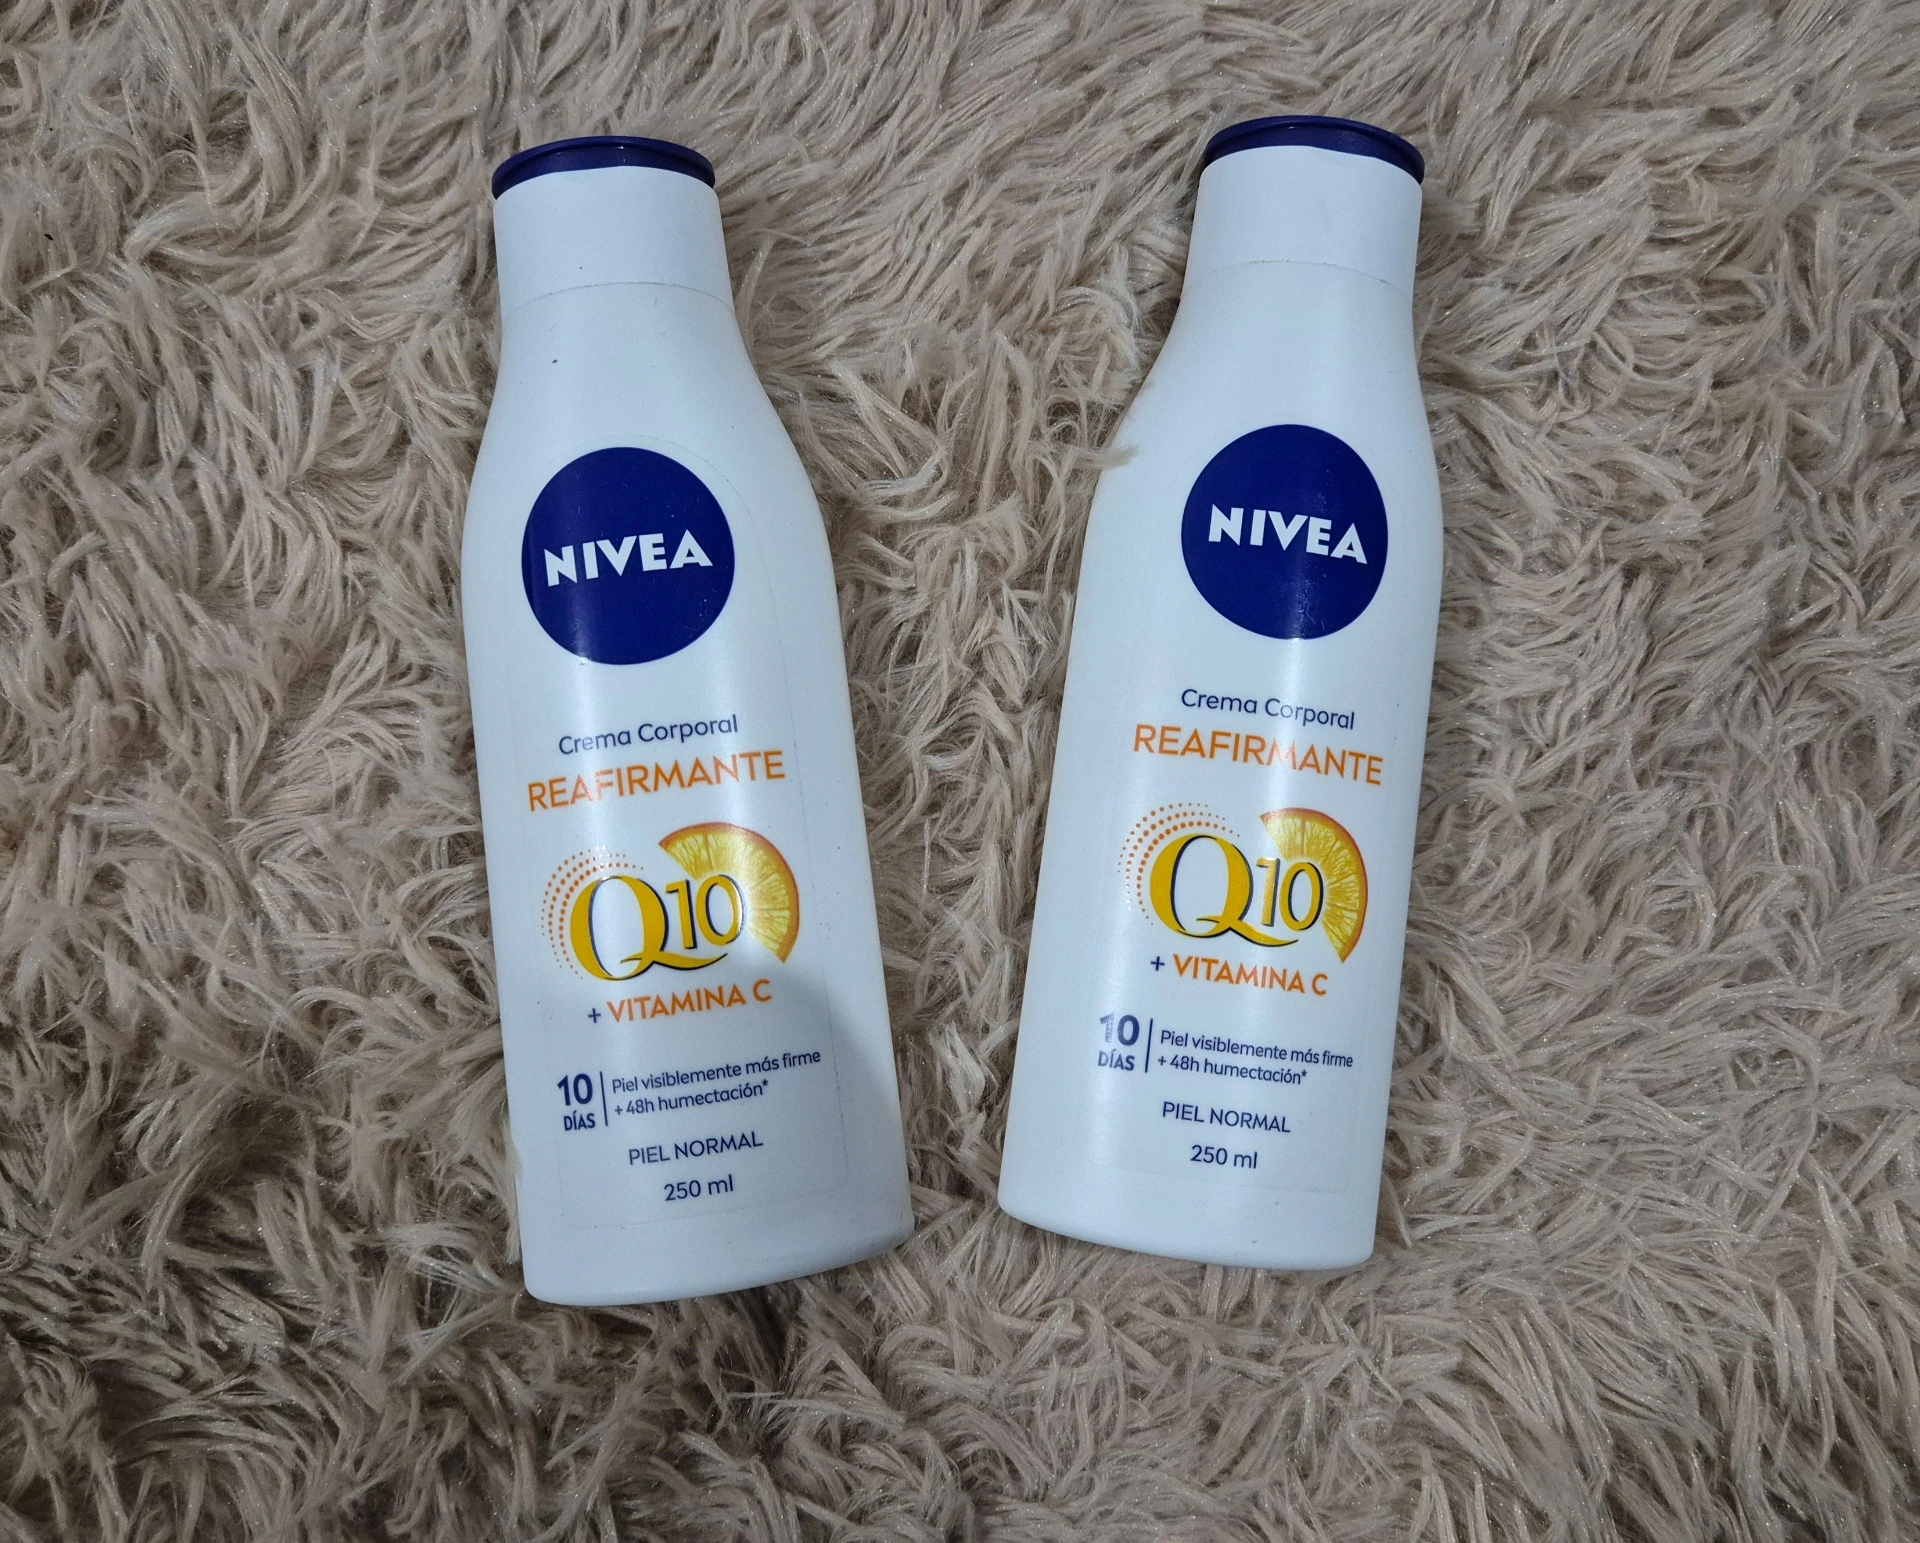 NIVEA
Crema Corporal
REAFIRMANTE
Q10
+ VITAMINA C
10
DÍAS
Piel visiblemente más firme
+ 48h humectación*
PIEL NORMAL
250 ml
NIVEA
Crema Corporal
REAFIRMANTE
Q10
+ VITAMINA C
10
DÍAS
Piel visiblemente más firme
+ 48h humectación*
PIEL NORMAL
250 ml